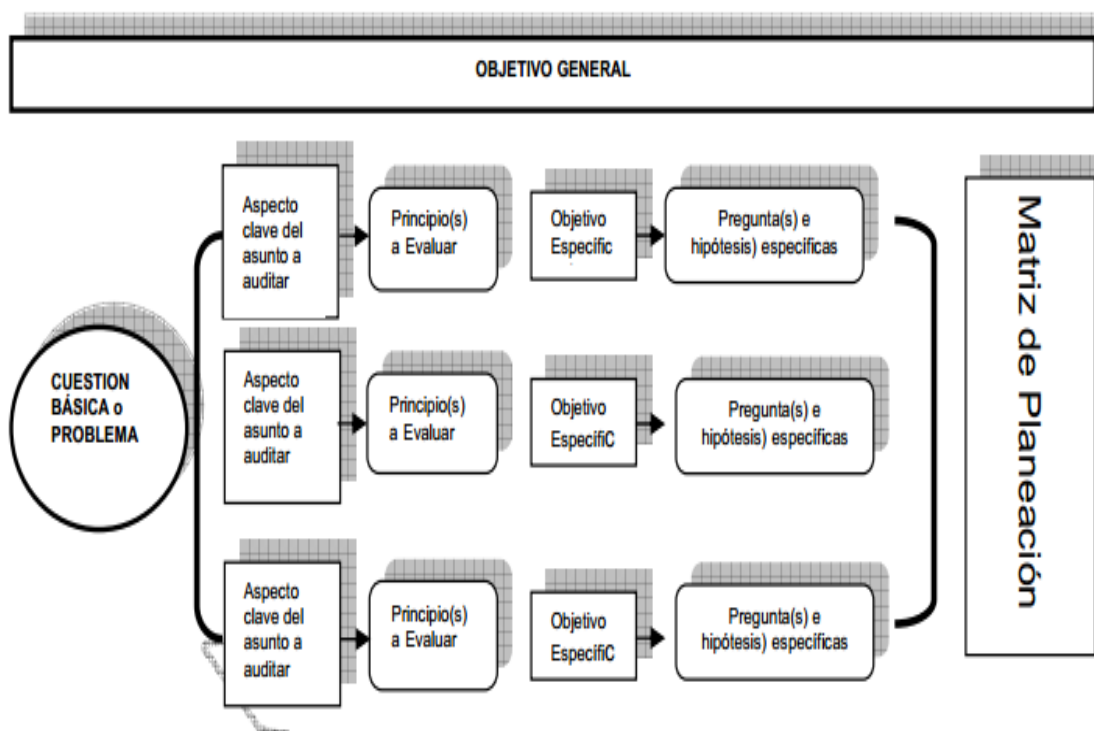 OBJETIVO GENERAL
CUESTION
BÁSICA o
PROBLEMA
Aspecto
clave del
asunto a
auditar
Principio(s)
a Evaluar
Objetivo
Específic
Pregunta(s) e
hipótesis) específicas
Aspecto
clave del
asunto a
auditar
Principio(s)
a Evaluar
Objetivo
EspecífiC
Pregunta(s) e
hipótesis) específicas
Aspecto
clave del
asunto a
auditar
Principio(s)
a Evaluar
Objetivo
EspecífiC
Pregunta(s) e
hipótesis) específicas
Matriz de Planeación